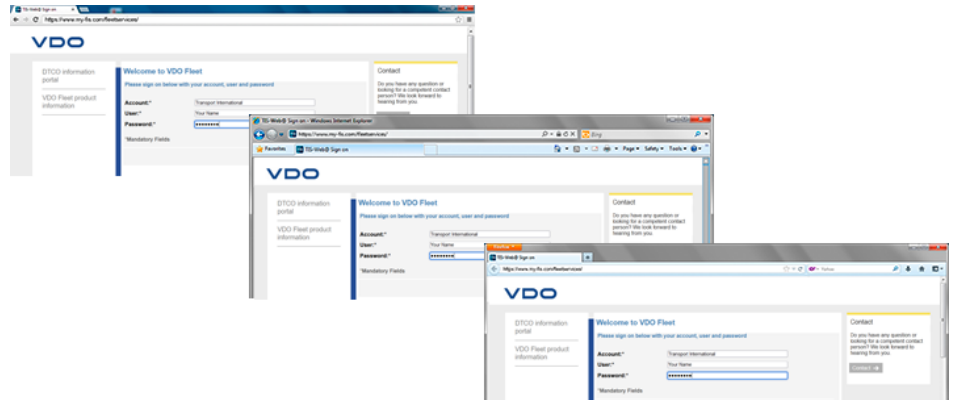 TIS-Web® Sign on
https://www.my-fis.com/fleetservices/
VDO
DTCO information
portal
VDO Fleet product
information
Welcome to VDO Fleet
Please sign on below with your account, user and password
Account:*
Transport International
User:*
Your Name
Password:*
*Mandatory Fields
Contact
Do you have any question or
looking for a competent contact
person? We look forward to
hearing from you
TIS-Web® Sign on - Windows Internet Explorer
https://www.my-fis.com/fleetservices/
Bing
Favorites
TIS-Web® Sign on
Page
Safety
Tools
VDO
DTCO information
portal
VDO Fleet product
information
Welcome to VDO Fleet
Please sign on below with your account, user and password
Account:*
Transport International
User:*
Your Name
Password:*
*Mandatory Fields
Contact
Do you have any question or
looking for a competent contact
person? We look forward to
hearing from you
Firefox
TIS-Web® Sign on
https://www.my-fis.com/fleetservices/
Yahoo
VDO
DTCO information
portal
VDO Fleet product
information
Welcome to VDO Fleet
Please sign on below with your account, user and password
Account:*
Transport International
User:*
Your Name
Password:*
*Mandatory Fields
Contact
Do you have any question or
looking for a competent contact
person? We look forward to
hearing from you
Contact